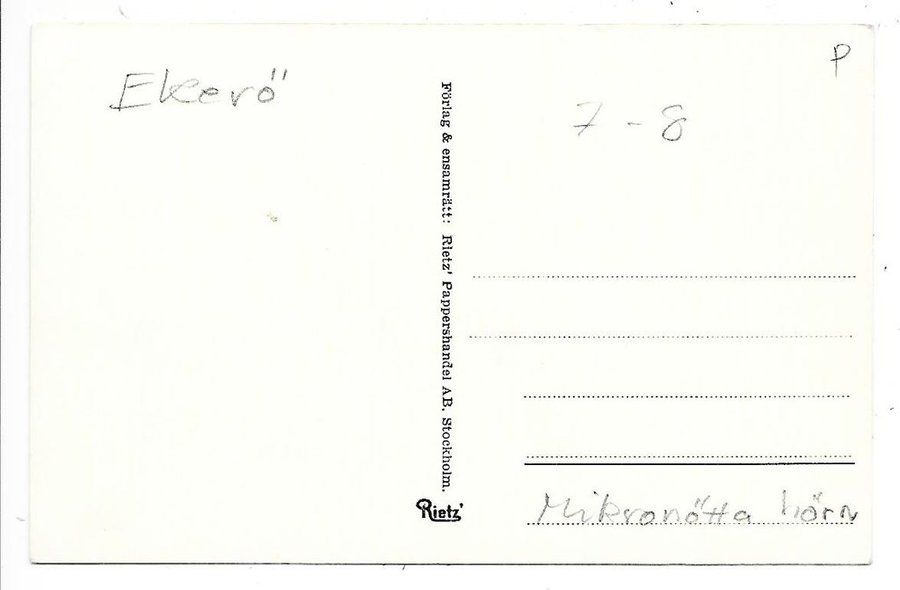 Ekerö
P
7 - 8
Förlag & ensamrätt: Rietz' Pappershandel AB. Stockholm.
Rietz'
Mikronötta hörn